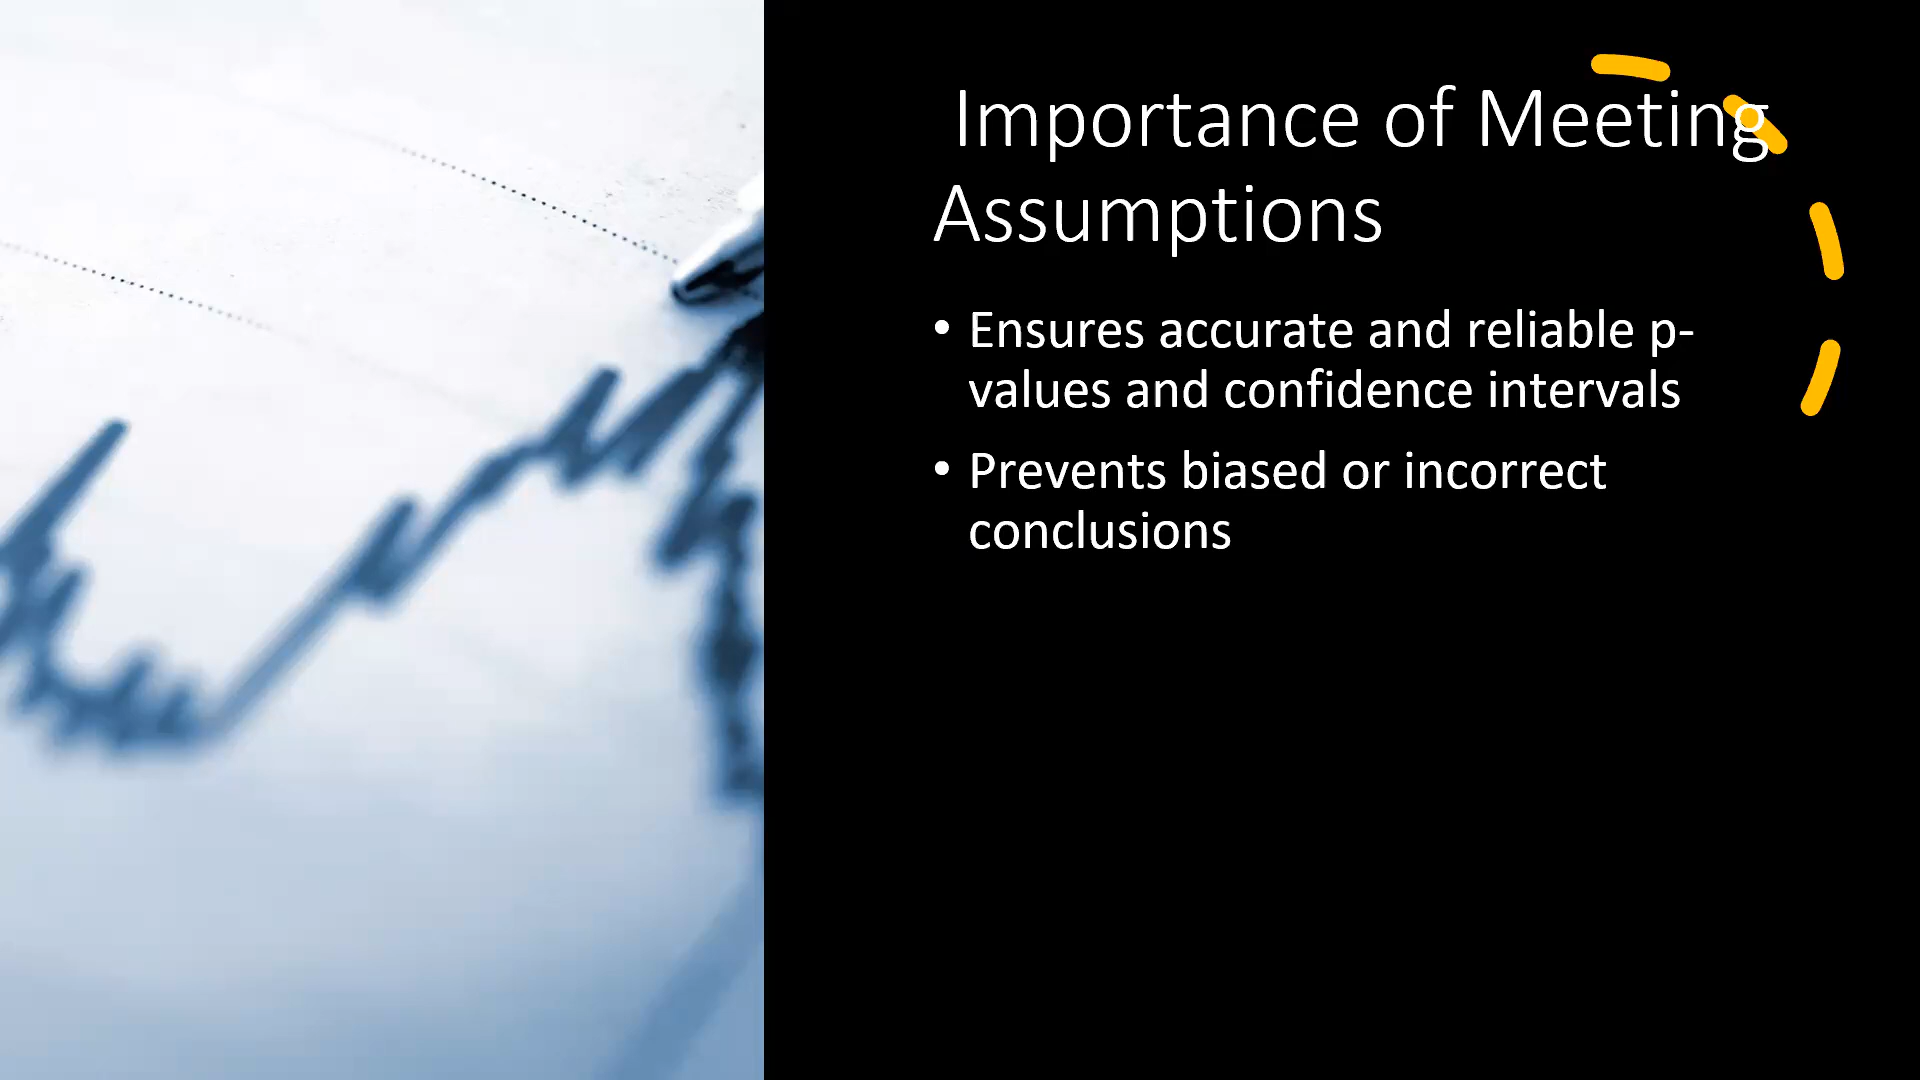 Importance of Meeting
Assumptions
• Ensures accurate and reliable p-
values and confidence intervals
• Prevents biased or incorrect
conclusions